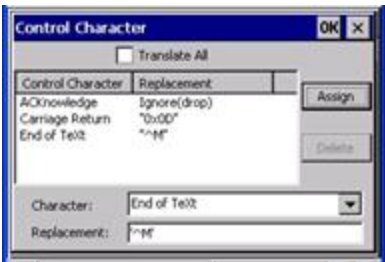 Control Character OK ×
Translate All
Control Character Replacement
ACKnowledge Ignore(drop)
Carriage Return "0x0D"
End of TeXt "^M"
Assign
Delete
Character: End of TeXt
Replacement: '^M'